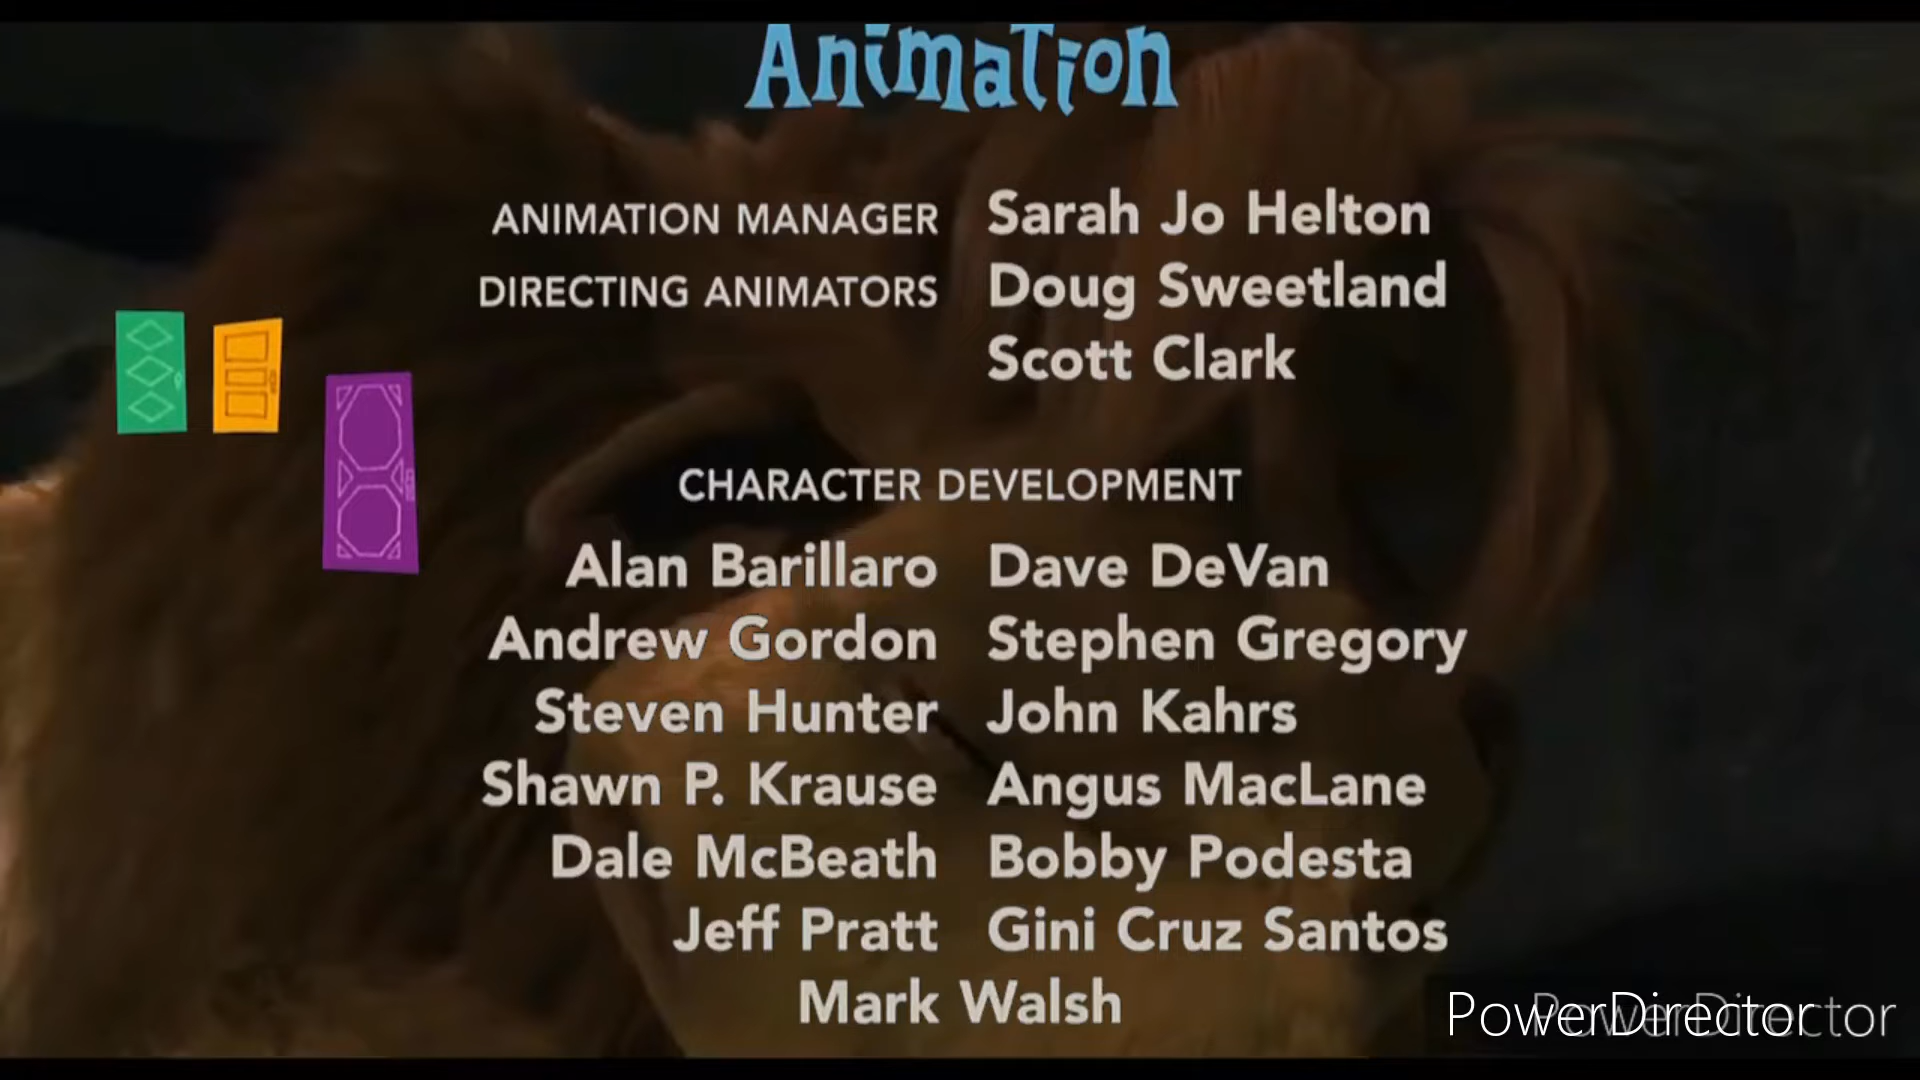 Animation
ANIMATION MANAGER Sarah Jo Helton
DIRECTING ANIMATORS Doug Sweetland
Scott Clark
CHARACTER DEVELOPMENT
Alan Barillaro Dave DeVan
Andrew Gordon Stephen Gregory
Steven Hunter John Kahrs
Shawn P. Krause Angus MacLane
Dale McBeath Bobby Podesta
Jeff Pratt Gini Cruz Santos
Mark Walsh
PowerDirector PowerDirector